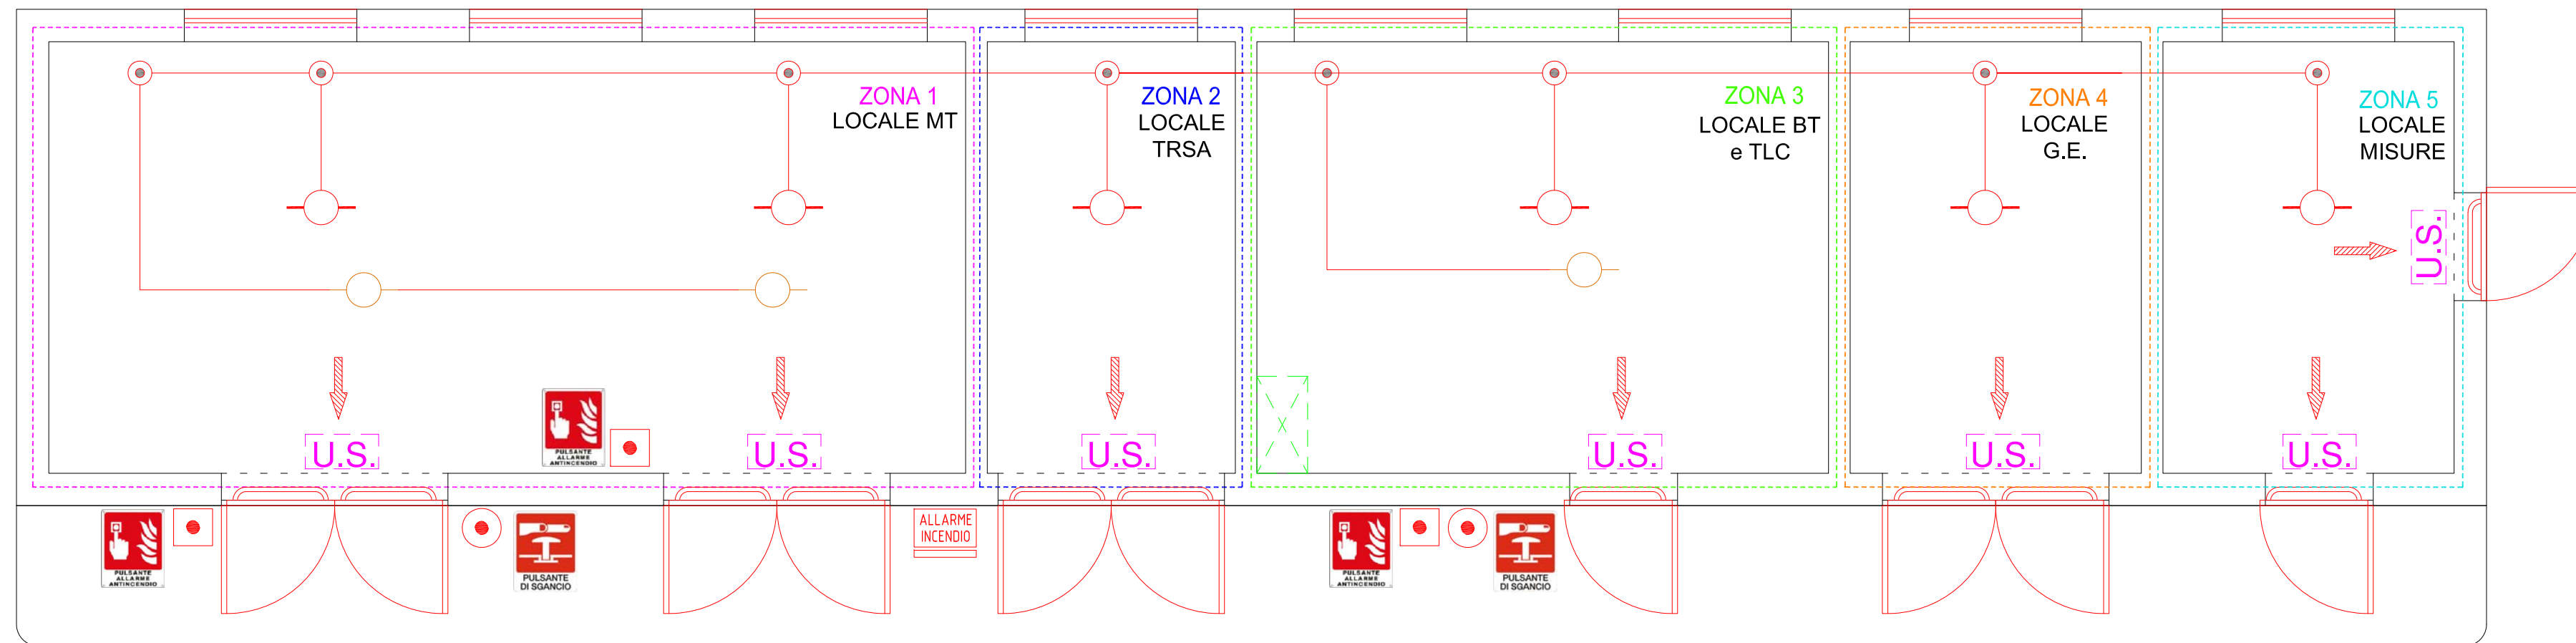 ZONA 1
LOCALE MT
ZONA 2
LOCALE
TRSA
ZONA 3
LOCALE BT
e TLC
ZONA 4
LOCALE
G.E.
ZONA 5
LOCALE
MISURE
U.S.
PULSANTE
ALLARME
ANTINCENDIO
U.S.
U.S.
U.S.
U.S.
U.S.
U.S.
PULSANTE
ALLARME
ANTINCENDIO
PULSANTE
DI SGANCIO
ALLARME
INCENDIO
PULSANTE
ALLARME
ANTINCENDIO
PULSANTE
DI SGANCIO